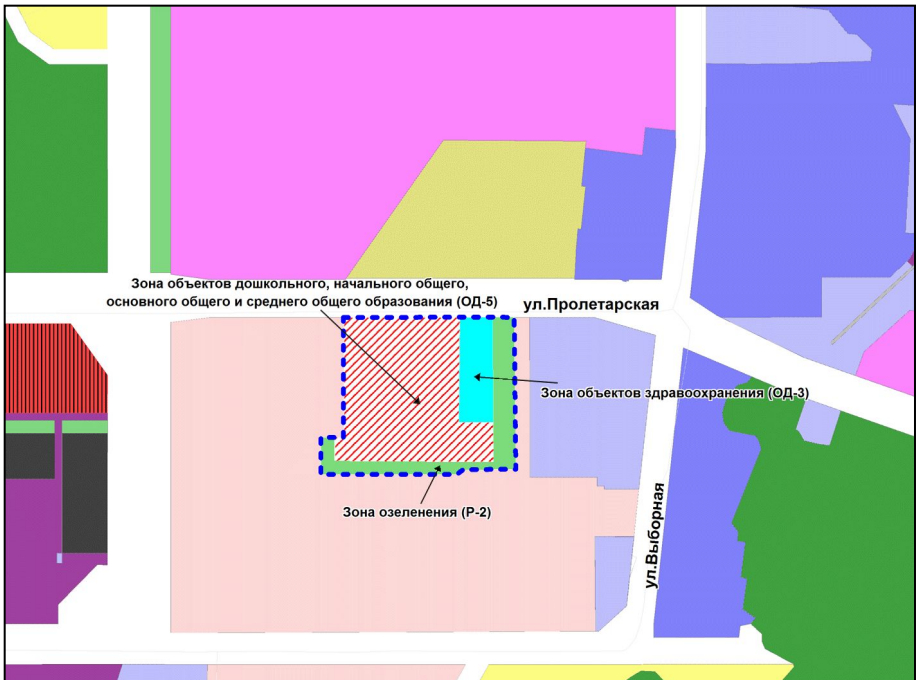 Зона объектов дошкольного, начального общего,
основного общего и среднего общего образования (ОД-5)
ул.Пролетарская
Зона объектов здравоохранения (ОД-3)
Зона озеленения (Р-2)
ул.Выборная